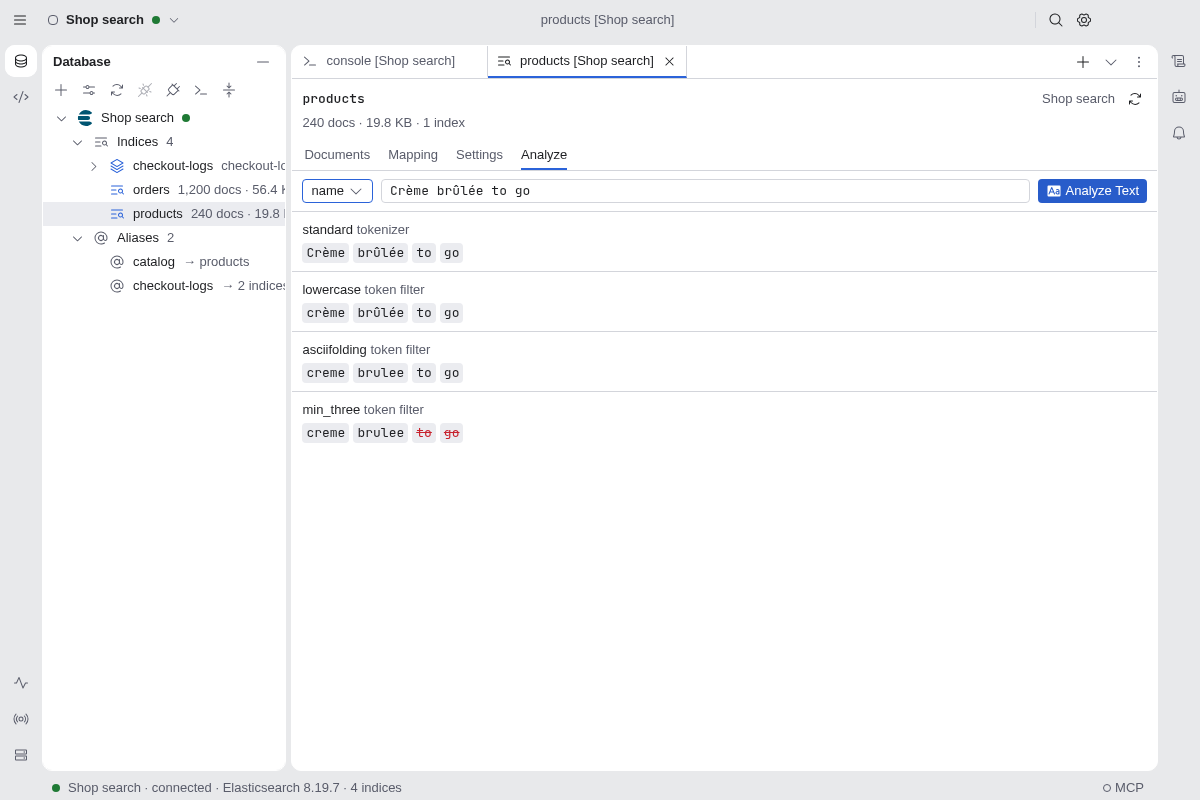 Shop search
products [Shop search]
Database
console [Shop search]
products [Shop search]
Shop search
Indices 4
checkout-logs checkout-lo
orders 1,200 docs · 56.4 K
products 240 docs · 19.8
Aliases 2
catalog → products
checkout-logs → 2 indices
products
Shop search
240 docs · 19.8 KB · 1 index
Documents Mapping Settings Analyze
name
Crème brûlée to go
Aa Analyze Text
standard tokenizer
Crème brûlée to go
lowercase token filter
crème brûlée to go
asciifolding token filter
creme brulee to go
min_three token filter
creme brulee to go
Shop search · connected · Elasticsearch 8.19.7 · 4 indices
MCP